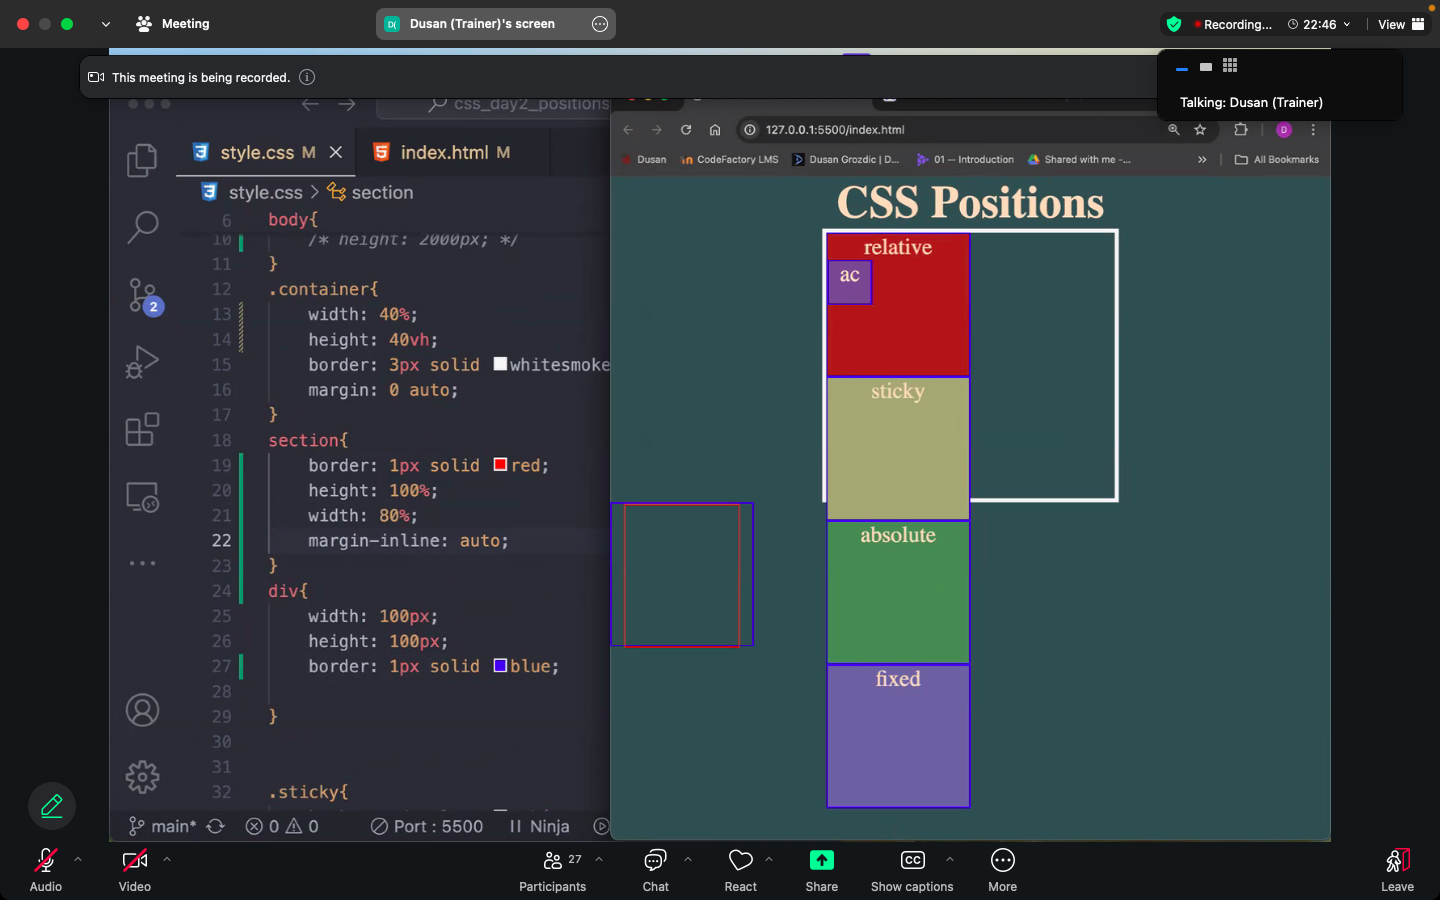 Meeting
D( Dusan (Trainer)'s screen
Recording... 22:46 View
This meeting is being recorded.
Talking: Dusan (Trainer)
css_day2_positions
style.css M
index.html M
style.css > section
6 body{
10 /* height: 2000px; */
11 }
12 .container{
13 width: 40%;
14 height: 40vh;
15 border: 3px solid whitesmoke
16 margin: 0 auto;
17 }
18 section{
19 border: 1px solid red;
20 height: 100%;
21 width: 80%;
22 margin-inline: auto;
23 }
24 div{
25 width: 100px;
26 height: 100px;
27 border: 1px solid blue;
28
29 }
30
31
32 .sticky{
2
main* 0 0 Port : 5500 Ninja
127.0.0.1:5500/index.html
D
Dusan CodeFactory LMS Dusan Grozdic | D... 01 — Introduction Shared with me -... » All Bookmarks
CSS Positions
relative
ac
sticky
absolute
fixed
27
CC
Audio Video Participants Chat React Share Show captions More Leave